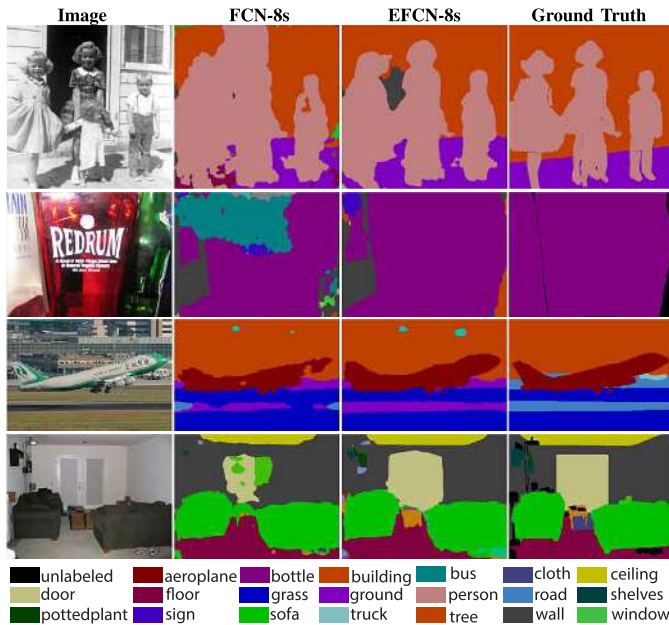 Image FCN-8s EFCN-8s Ground Truth
REDRUM
unlabeled aeroplane bottle building bus cloth ceiling
door floor grass ground person road shelves
pottedplant sign sofa truck tree wall window